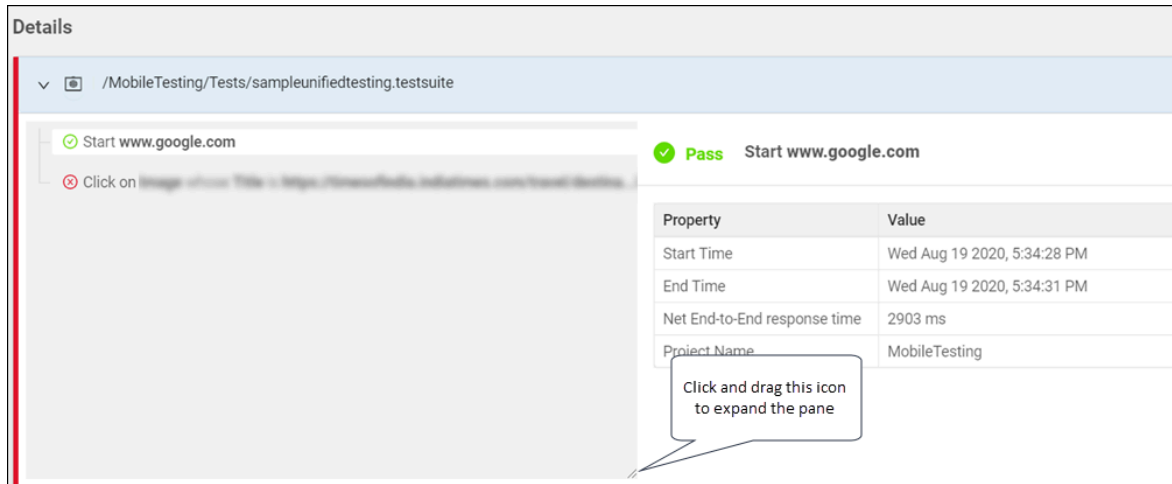 Details
/MobileTesting/Tests/sampleunifiedtesting.testsuite
Start www.google.com
Click on
Pass Start www.google.com
Property Value
Start Time Wed Aug 19 2020, 5:34:28 PM
End Time Wed Aug 19 2020, 5:34:31 PM
Net End-to-End response time 2903 ms
Project Name MobileTesting
Click and drag this icon
to expand the pane